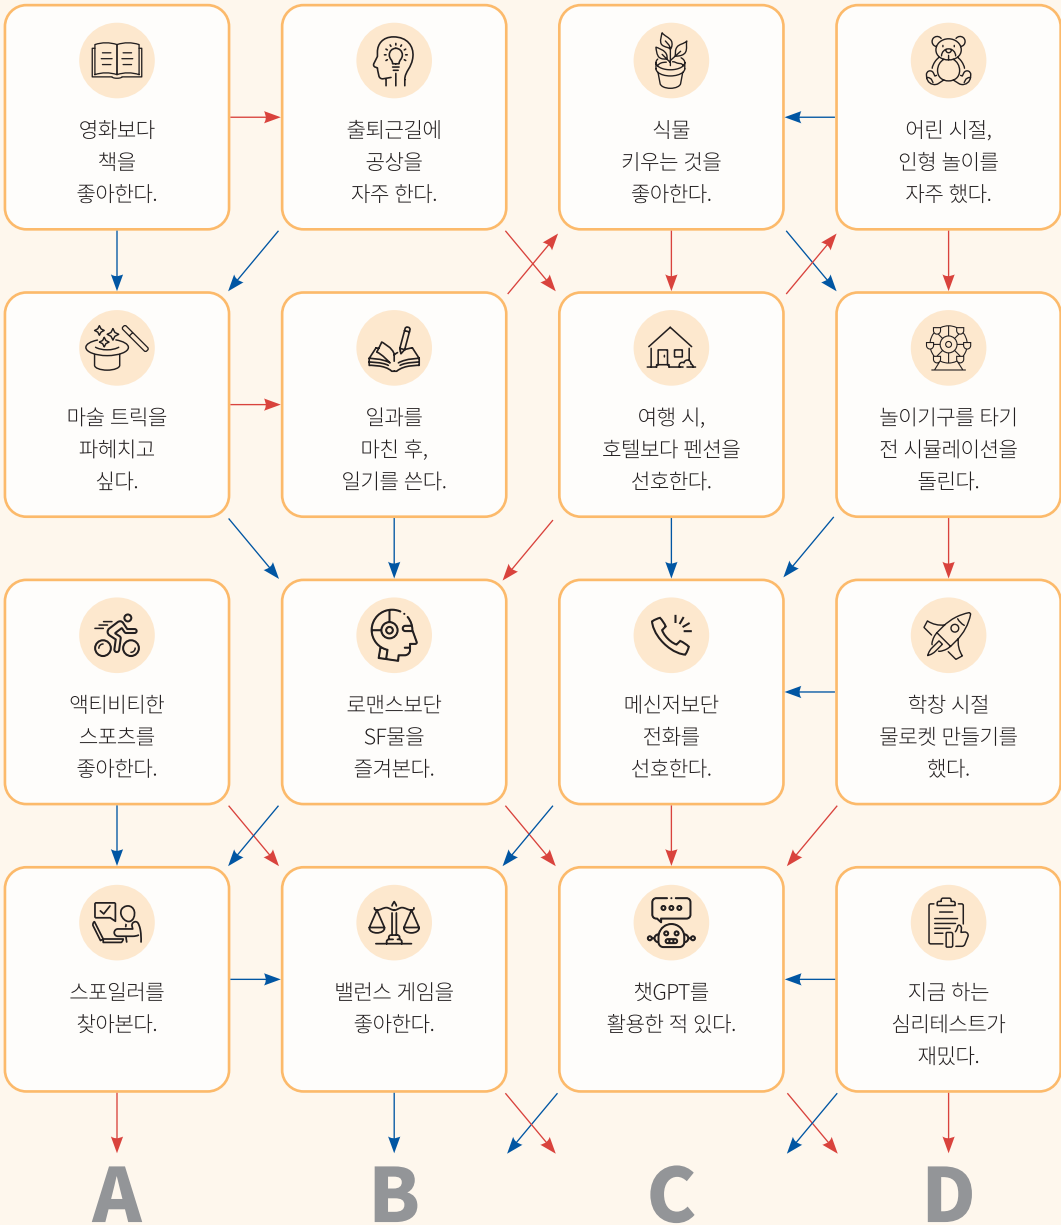 영화보다
책을
좋아한다.
출퇴근길에
공상을
자주 한다.
식물
키우는 것을
좋아한다.
어린 시절,
인형 놀이를
자주 했다.
마술 트릭을
파헤치고
싶다.
일과를
마친 후,
일기를 쓴다.
여행 시,
호텔보다 펜션을
선호한다.
놀이기구를 타기
전 시뮬레이션을
돌린다.
액티비티한
스포츠를
좋아한다.
로맨스보단
SF물을
즐겨본다.
메신저보단
전화를
선호한다.
학창 시절
물로켓 만들기를
했다.
스포일러를
찾아본다.
밸런스 게임을
좋아한다.
챗GPT를
활용한 적 있다.
지금 하는
심리테스트가
재밌다.
A
B
C
D